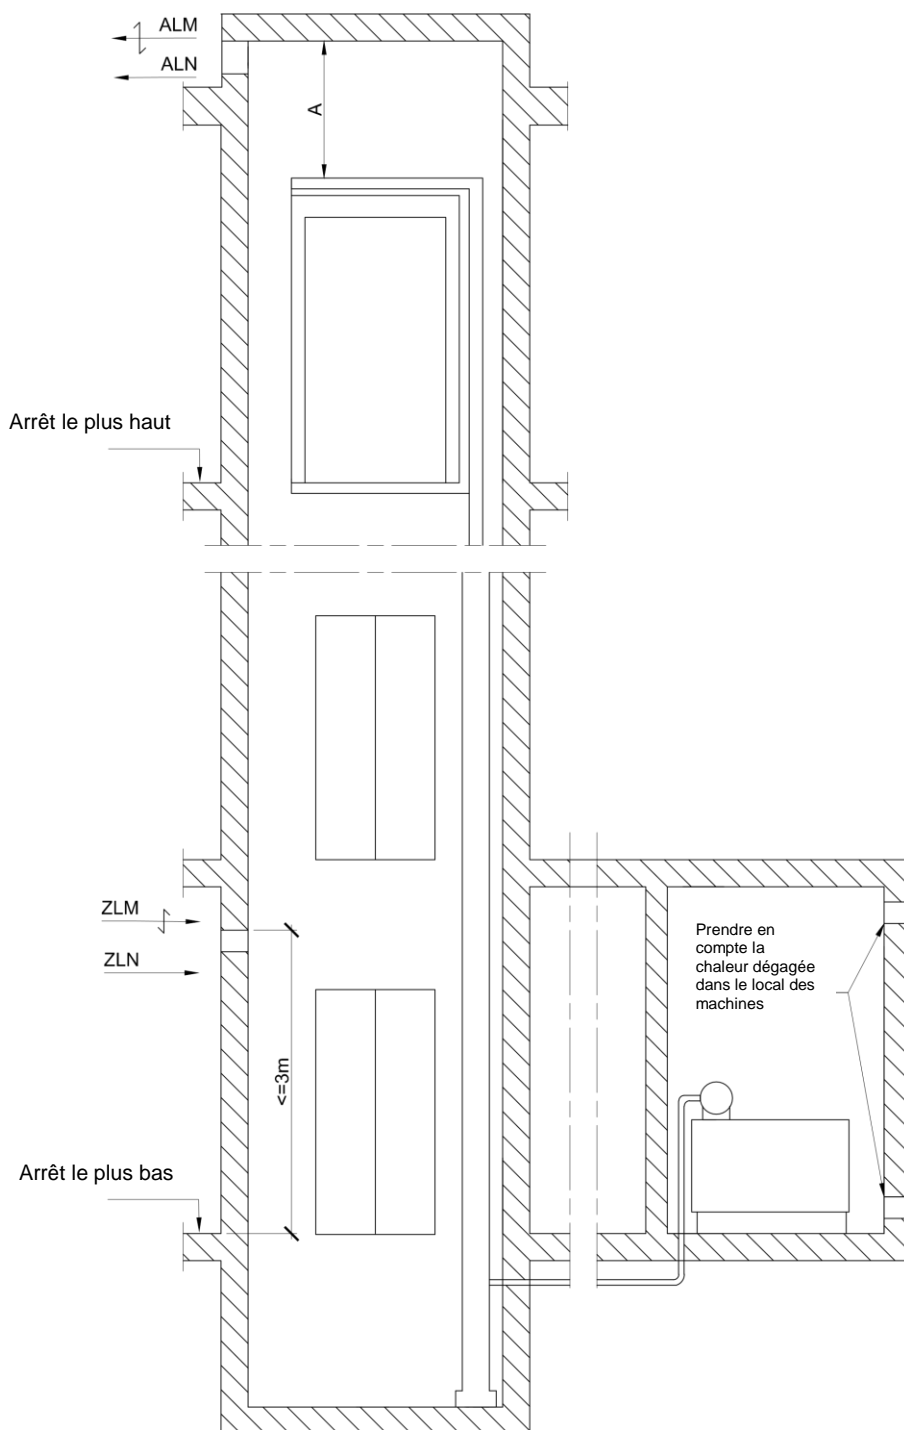 ALM
ALN
A
Arrêt le plus haut
ZLM
ZLN
Prendre en
compte la
chaleur dégagée
dans le local des
machines
<=3m
Arrêt le plus bas